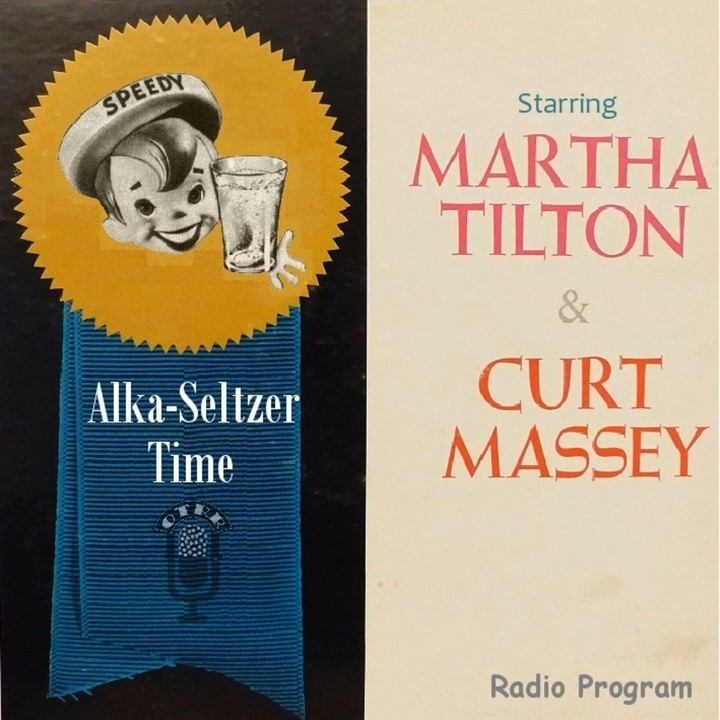 SPEEDY
Alka-Seltzer
Time
OTRR
Starring
MARTHA
TILTON
&
CURT
MASSEY
Radio Program